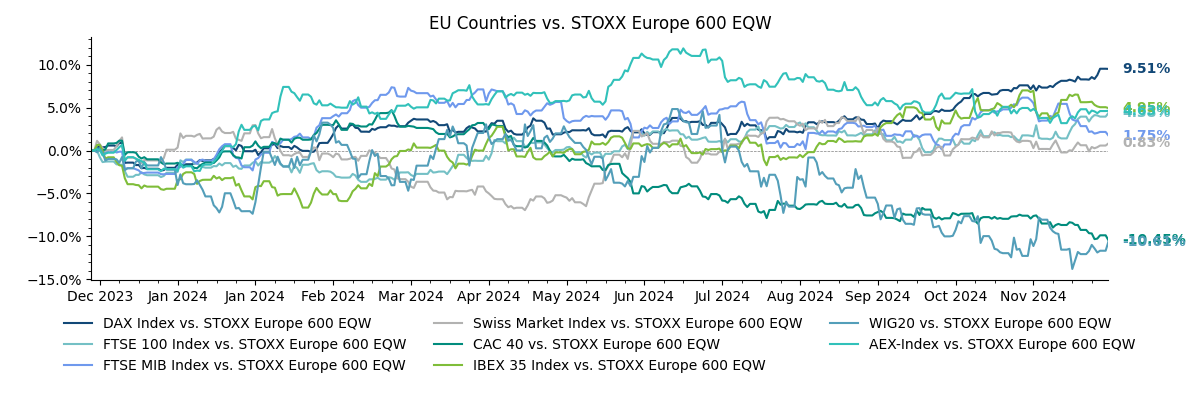 EU Countries vs. STOXX Europe 600 EQW
10.0%
5.0%
0.0%
−5.0%
−10.0%
−15.0%
9.51%
4.95%
1.75%
0.83%
-10.45%
Dec 2023 Jan 2024 Jan 2024 Feb 2024 Mar 2024 Apr 2024 May 2024 Jun 2024 Jul 2024 Aug 2024 Sep 2024 Oct 2024 Nov 2024
DAX Index vs. STOXX Europe 600 EQW
FTSE 100 Index vs. STOXX Europe 600 EQW
FTSE MIB Index vs. STOXX Europe 600 EQW
Swiss Market Index vs. STOXX Europe 600 EQW
CAC 40 vs. STOXX Europe 600 EQW
IBEX 35 Index vs. STOXX Europe 600 EQW
WIG20 vs. STOXX Europe 600 EQW
AEX-Index vs. STOXX Europe 600 EQW